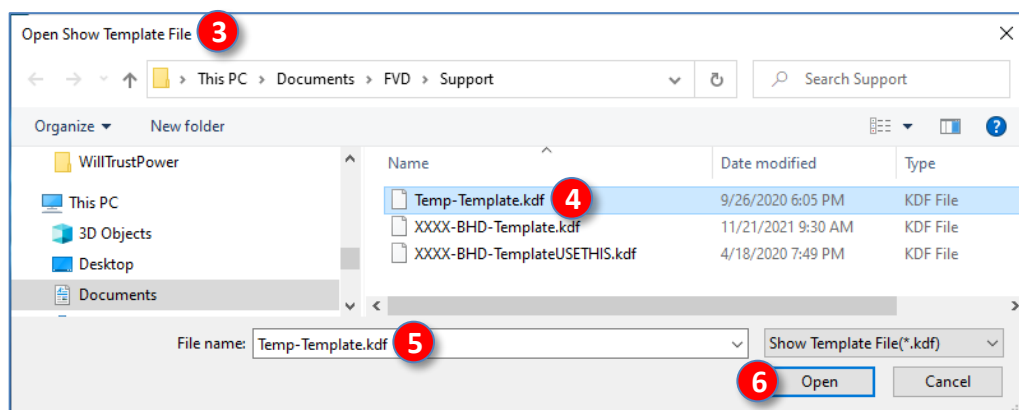 Open Show Template File 3
This PC > Documents > FVD > Support Search Support
Organize New folder
WillTrustPower Name Date modified Type
This PC Temp-Template.kdf 4 9/26/2020 6:05 PM KDF File
3D Objects XXXX-BHD-Template.kdf 11/21/2021 9:30 AM KDF File
Desktop XXXX-BHD-TemplateUSETHIS.kdf 4/18/2020 7:49 PM KDF File
Documents
File name: Temp-Template.kdf 5 Show Template File(*.kdf)
6 Open Cancel